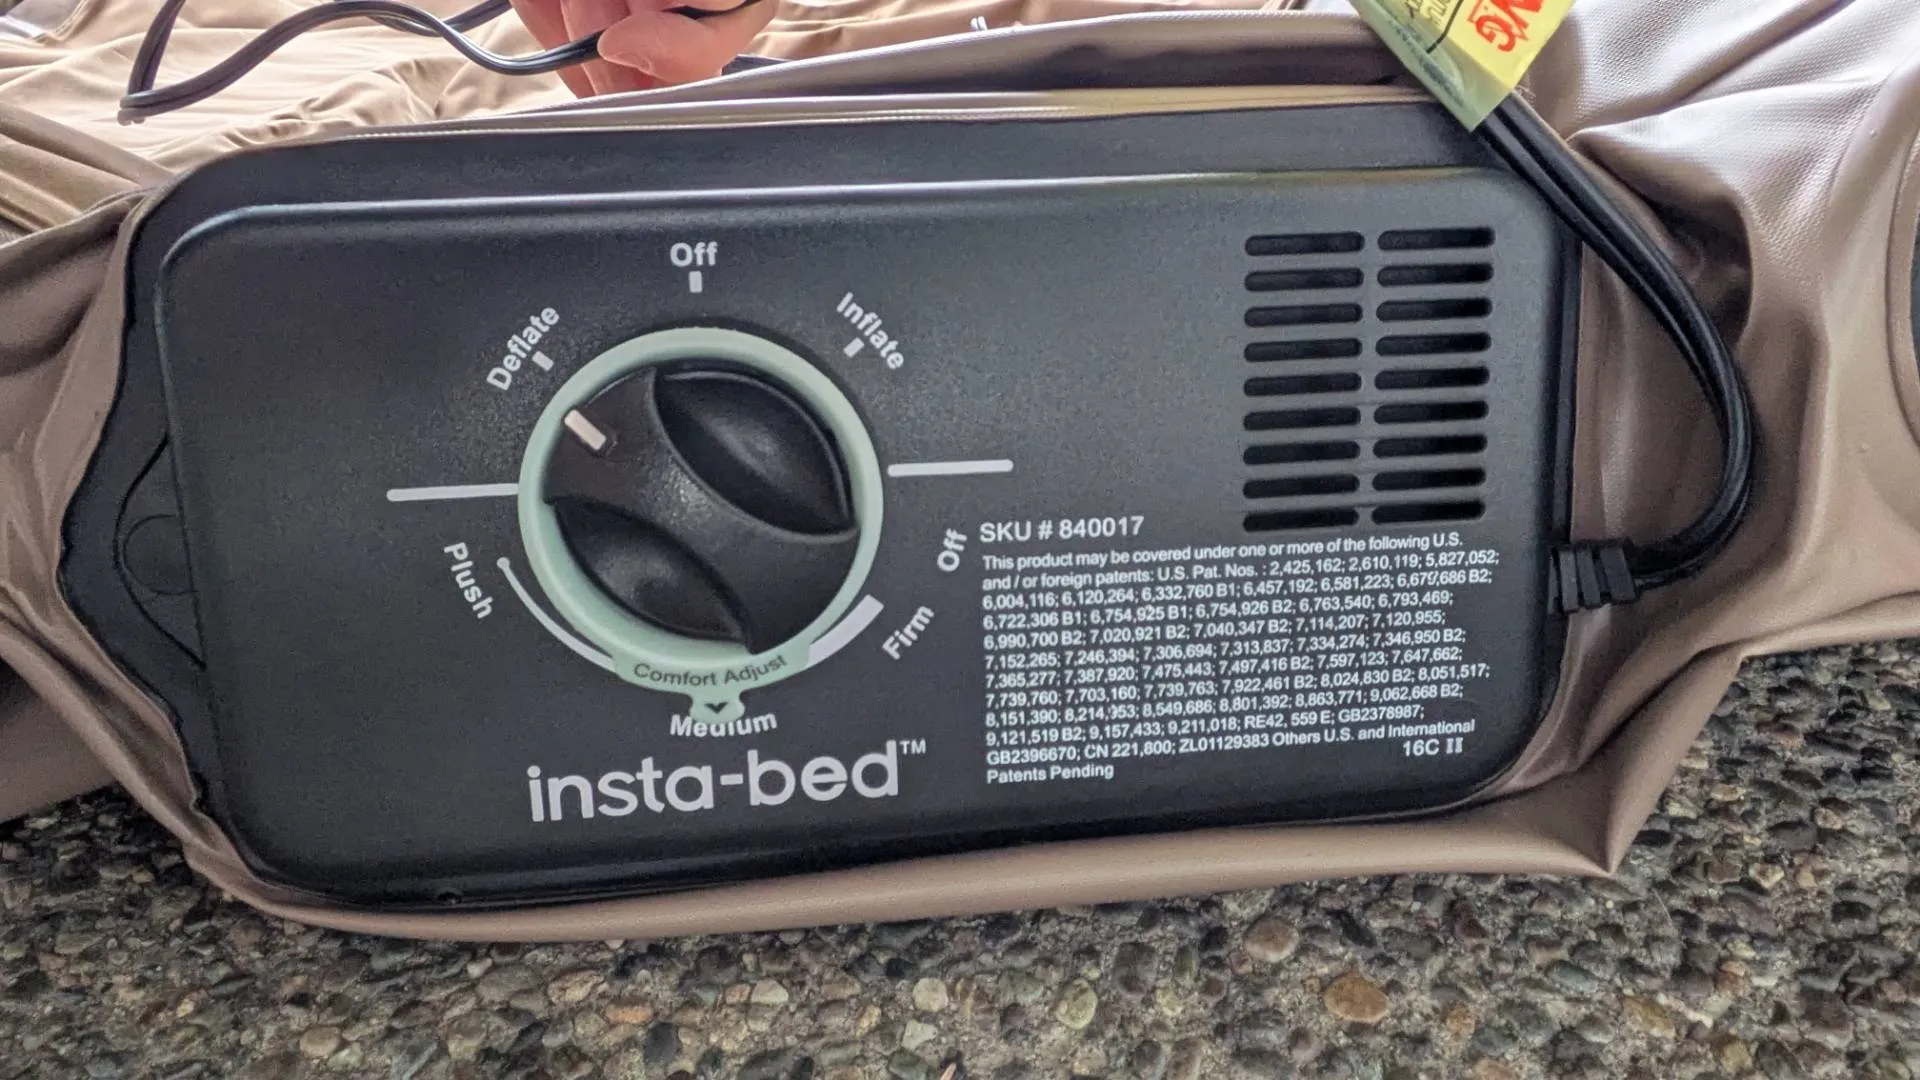 Off
Deflate
Inflate
Plush
Off
Firm
Comfort Adjust
Medium
insta-bed™
SKU # 840017
This product may be covered under one or more of the following U.S.
and / or foreign patents: U.S. Pat. Nos. : 2,425,162; 2,610,119; 5,827,052;
6,004,116; 6,120,264; 6,332,760 B1; 6,457,192; 6,581,223; 6,679,686 B2;
6,722,306 B1; 6,754,925 B1; 6,754,926 B2; 6,763,540; 6,793,469;
6,990,700 B2; 7,020,921 B2; 7,040,347 B2; 7,114,207; 7,120,955;
7,152,265; 7,246,394; 7,306,694; 7,313,837; 7,334,274; 7,346,950 B2;
7,365,277; 7,387,920; 7,475,443; 7,497,416 B2; 7,597,123; 7,647,662;
7,739,760; 7,703,160; 7,739,763; 7,922,461 B2; 8,024,830 B2; 8,051,517;
8,151,390; 8,214,953; 8,549,686; 8,801,392; 8,863,771; 9,062,668 B2;
9,121,519 B2; 9,157,433; 9,211,018; RE42, 559 E; GB2378987;
GB2396670; CN 221,800; ZL01129383 Others U.S. and International
Patents Pending
16C II